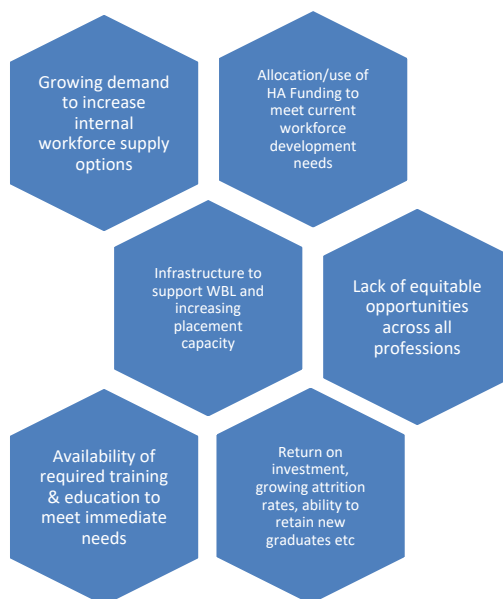 Growing demand
to increase
internal
workforce supply
options
Allocation/use of
HA Funding to
meet current
workforce
development
needs
Infrastructure to
support WBL and
increasing
placement
capacity
Lack of equitable
opportunities
across all
professions
Availability of
required training
& education to
meet immediate
needs
Return on
investment,
growing attrition
rates, ability to
retain new
graduates etc